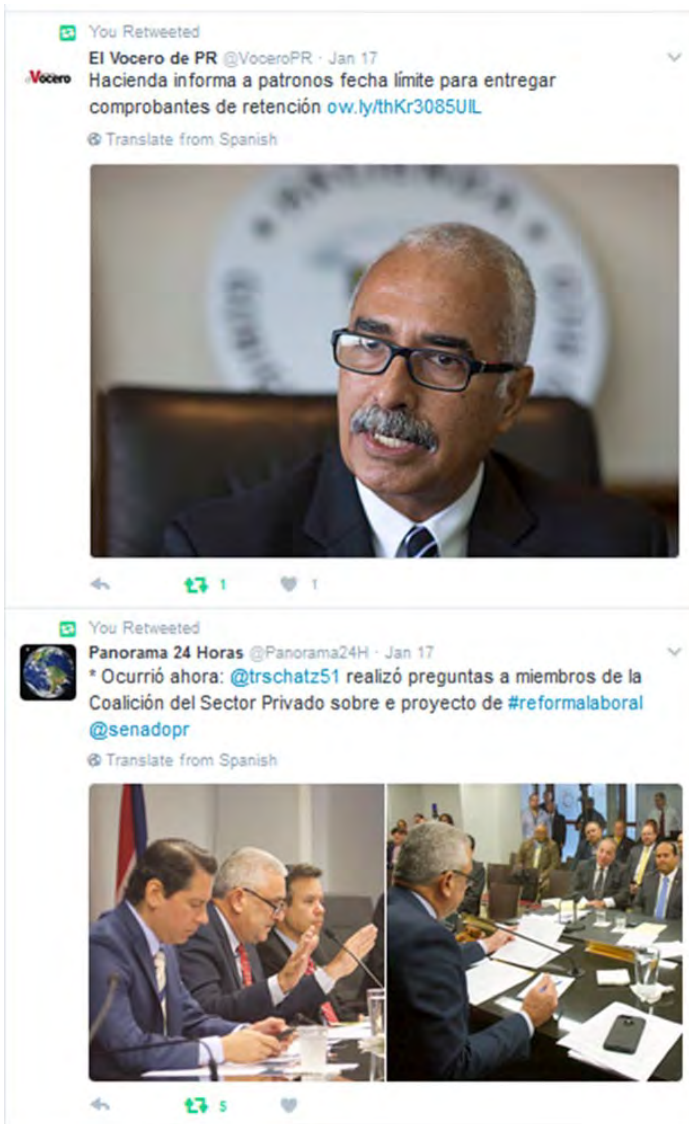 You Retweeted
El Vocero de PR @VoceroPR · Jan 17
Vocero
Hacienda informa a patronos fecha límite para entregar
comprobantes de retención ow.ly/thKr3085UIL
Translate from Spanish
1 1
You Retweeted
Panorama 24 Horas @Panorama24H · Jan 17
* Ocurrió ahora: @trschatz51 realizó preguntas a miembros de la
Coalición del Sector Privado sobre e proyecto de #reformalaboral
@senadopr
Translate from Spanish
5